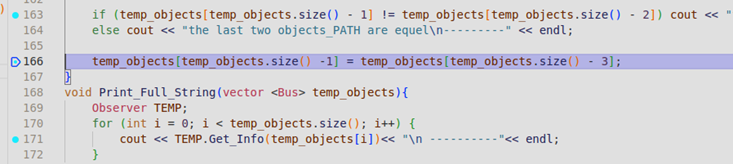 163 if (temp_objects[temp_objects.size() - 1] != temp_objects[temp_objects.size() - 2]) cout << "
164 else cout << "the last two objects_PATH are equel\n---------" << endl;
165
166 temp_objects[temp_objects.size() -1] = temp_objects[temp_objects.size() - 3];
167 }
168 void Print_Full_String(vector <Bus> temp_objects){
169 Observer TEMP;
170 for (int i = 0; i < temp_objects.size(); i++) {
171 cout << TEMP.Get_Info(temp_objects[i])<< "\n ----------"<< endl;
172 }